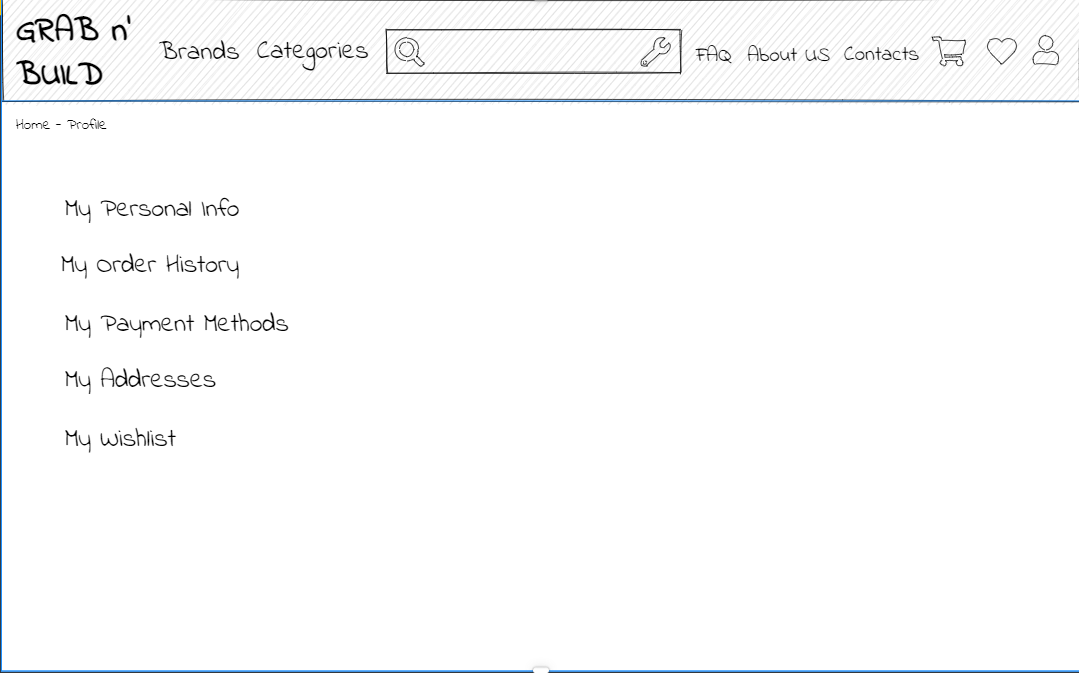 GRAB n'
BUILD
Brands Categories
FAQ About US Contacts
Home - Profile
My Personal Info
My Order History
My Payment Methods
My Addresses
My Wishlist